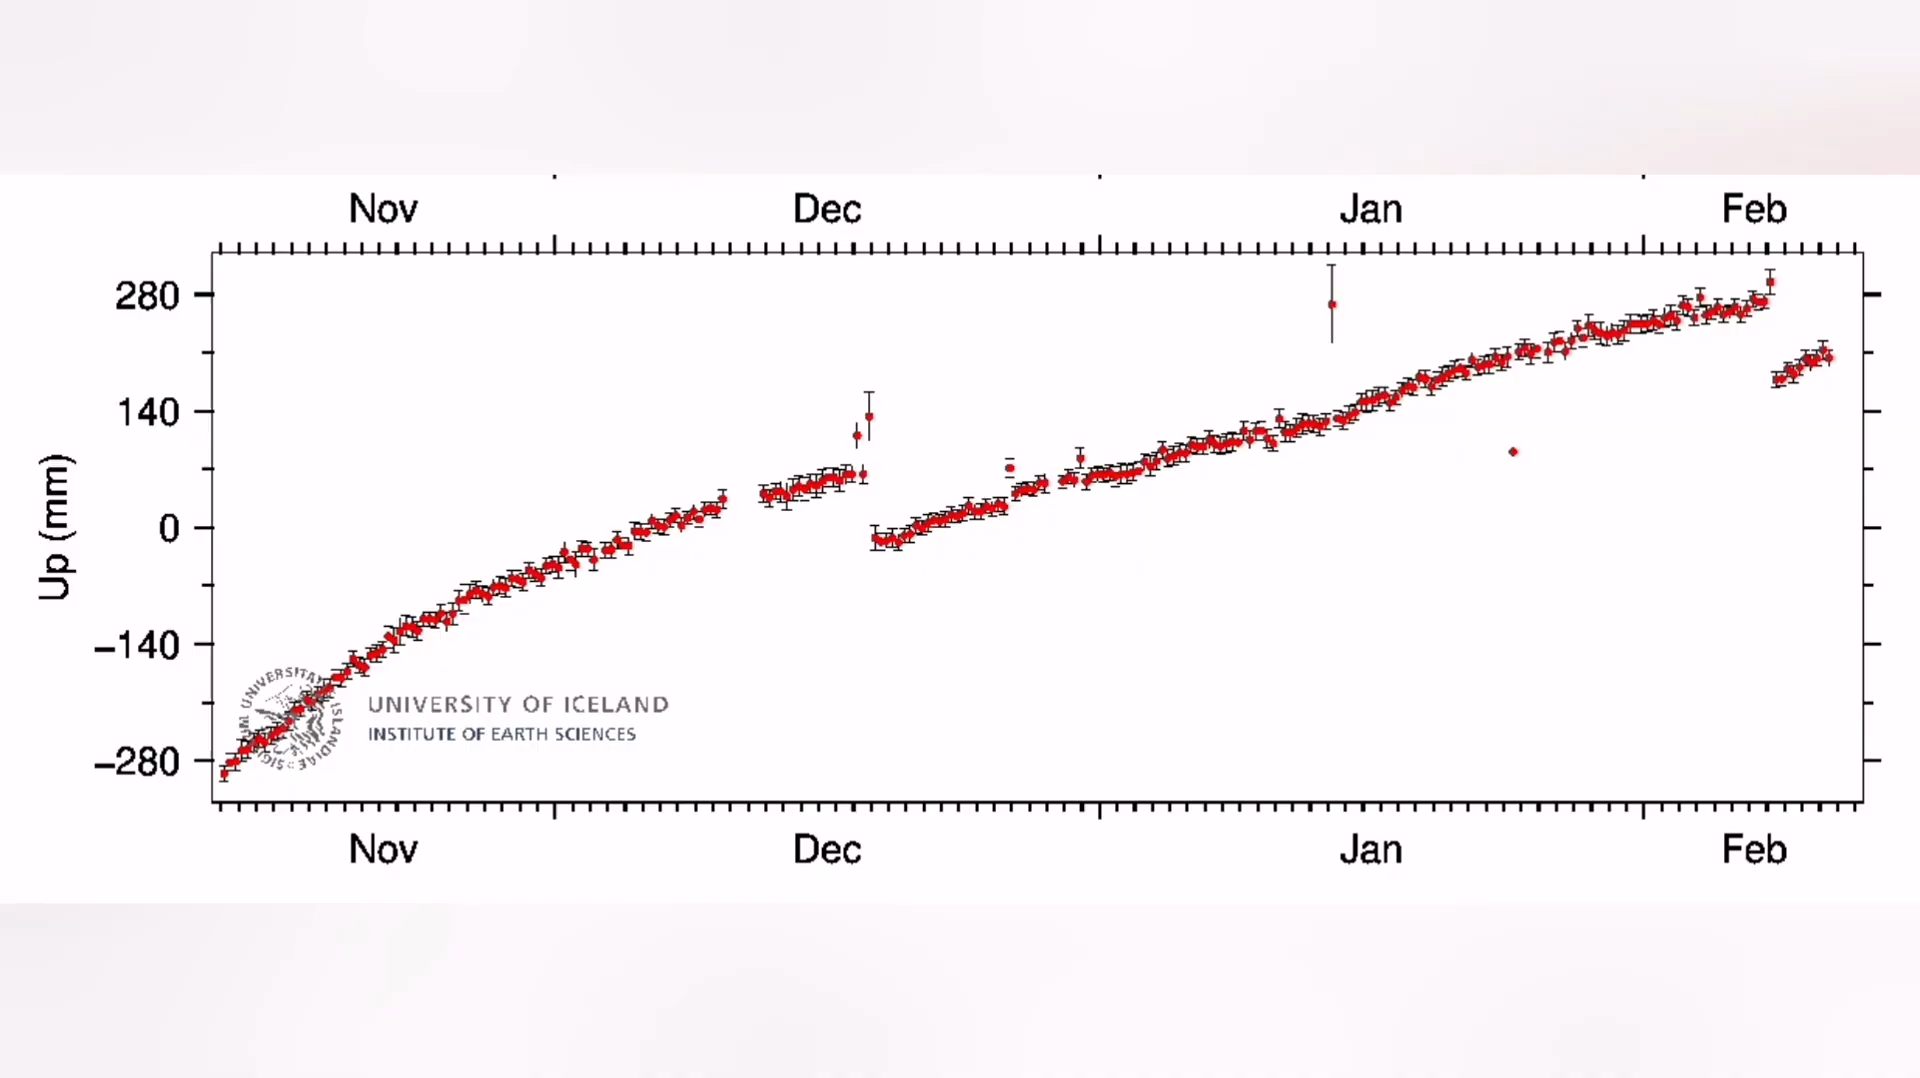 Nov Dec Jan Feb
280
140
0
−140
−280
Up (mm)
UNIVERSITY OF ICELAND
INSTITUTE OF EARTH SCIENCES
Nov Dec Jan Feb